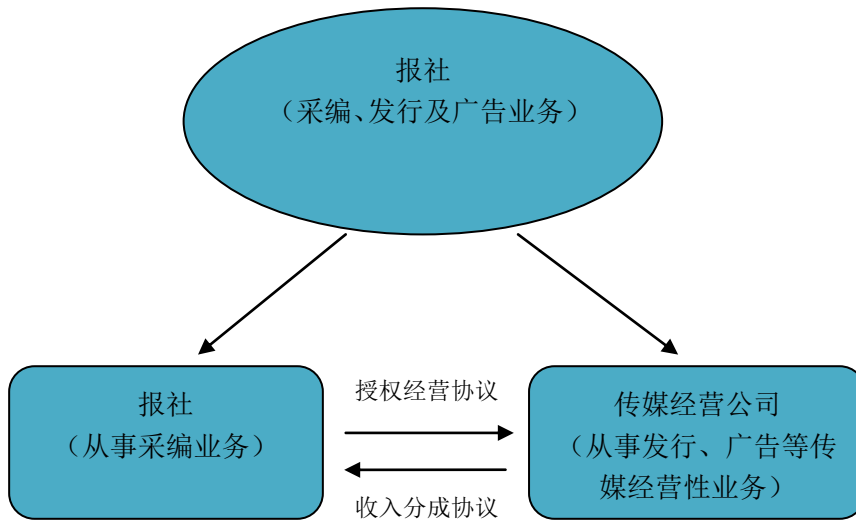 报社
（采编、发行及广告业务）
报社
（从事采编业务）
授权经营协议
收入分成协议
传媒经营公司
（从事发行、广告等传
媒经营性业务）